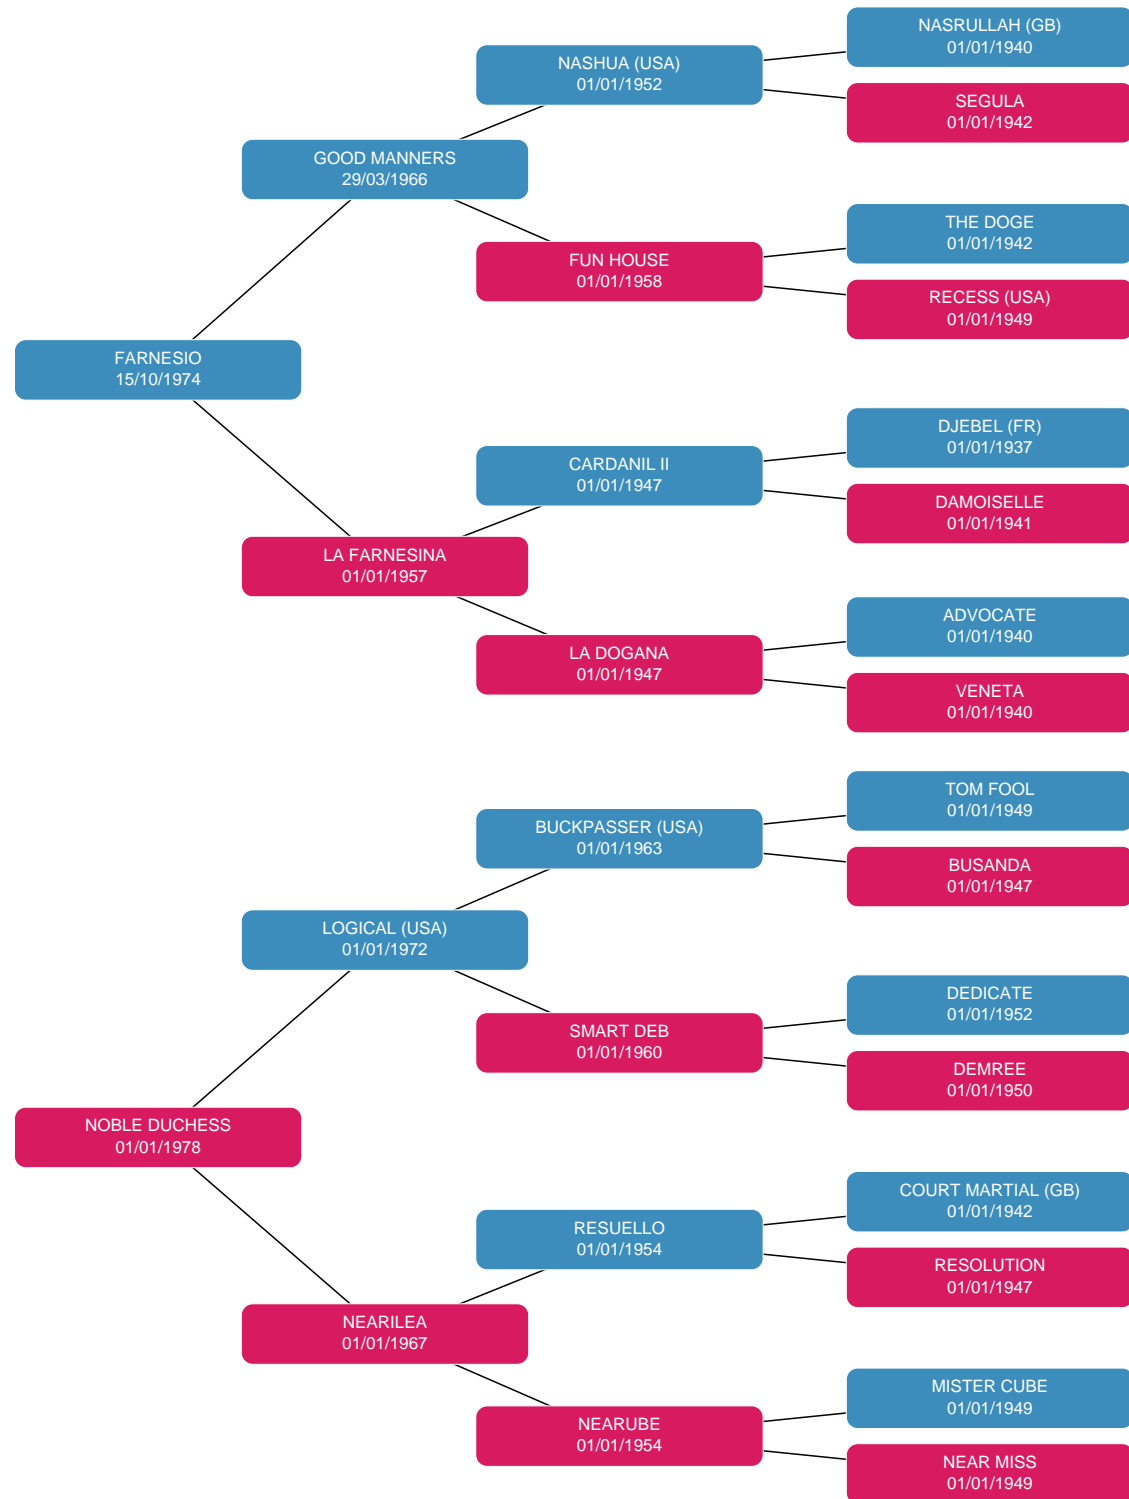 NASRULLAH (GB)
01/01/1940
NASHUA (USA)
01/01/1952
SEGULA
01/01/1942
GOOD MANNERS
29/03/1966
THE DOGE
01/01/1942
FUN HOUSE
01/01/1958
RECESS (USA)
01/01/1949
FARNESIO
15/10/1974
DJEBEL (FR)
01/01/1937
CARDANIL II
01/01/1947
DAMOISELLE
01/01/1941
LA FARNESINA
01/01/1957
ADVOCATE
01/01/1940
LA DOGANA
01/01/1947
VENETA
01/01/1940
TOM FOOL
01/01/1949
BUCKPASSER (USA)
01/01/1963
BUSANDA
01/01/1947
LOGICAL (USA)
01/01/1972
DEDICATE
01/01/1952
SMART DEB
01/01/1960
DEMREE
01/01/1950
NOBLE DUCHESS
01/01/1978
COURT MARTIAL (GB)
01/01/1942
RESUELLO
01/01/1954
RESOLUTION
01/01/1947
NEARILEA
01/01/1967
MISTER CUBE
01/01/1949
NEARUBE
01/01/1954
NEAR MISS
01/01/1949